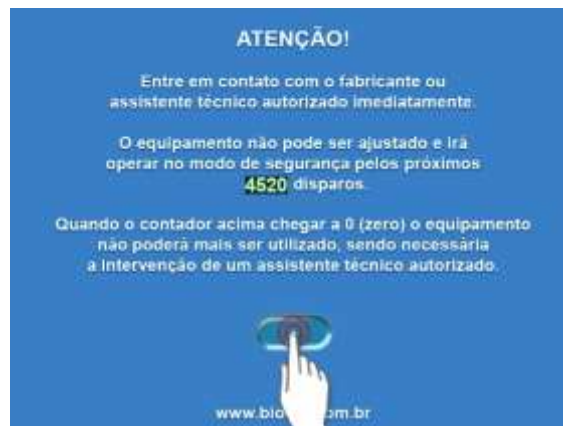 ATENÇÃO!
Entre em contato com o fabricante ou
assistente técnico autorizado imediatamente.
O equipamento não pode ser ajustado e irá
operar no modo de segurança pelos próximos
4520 disparos.
Quando o contador acima chegar a 0 (zero) o equipamento
não poderá mais ser utilizado, sendo necessária
a intervenção de um assistente técnico autorizado.